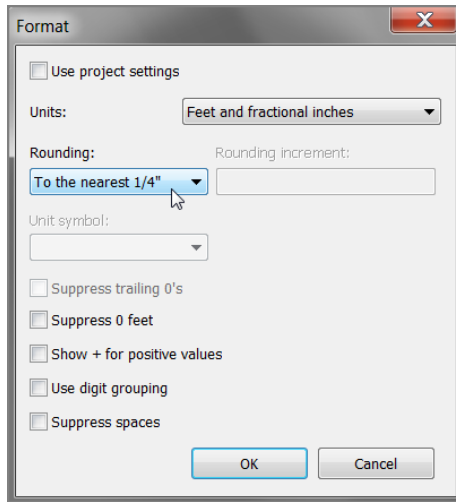 Format
Use project settings
Units: Feet and fractional inches
Rounding: Rounding increment:
To the nearest 1/4"
Unit symbol:
Suppress trailing 0's
Suppress 0 feet
Show + for positive values
Use digit grouping
Suppress spaces
OK Cancel